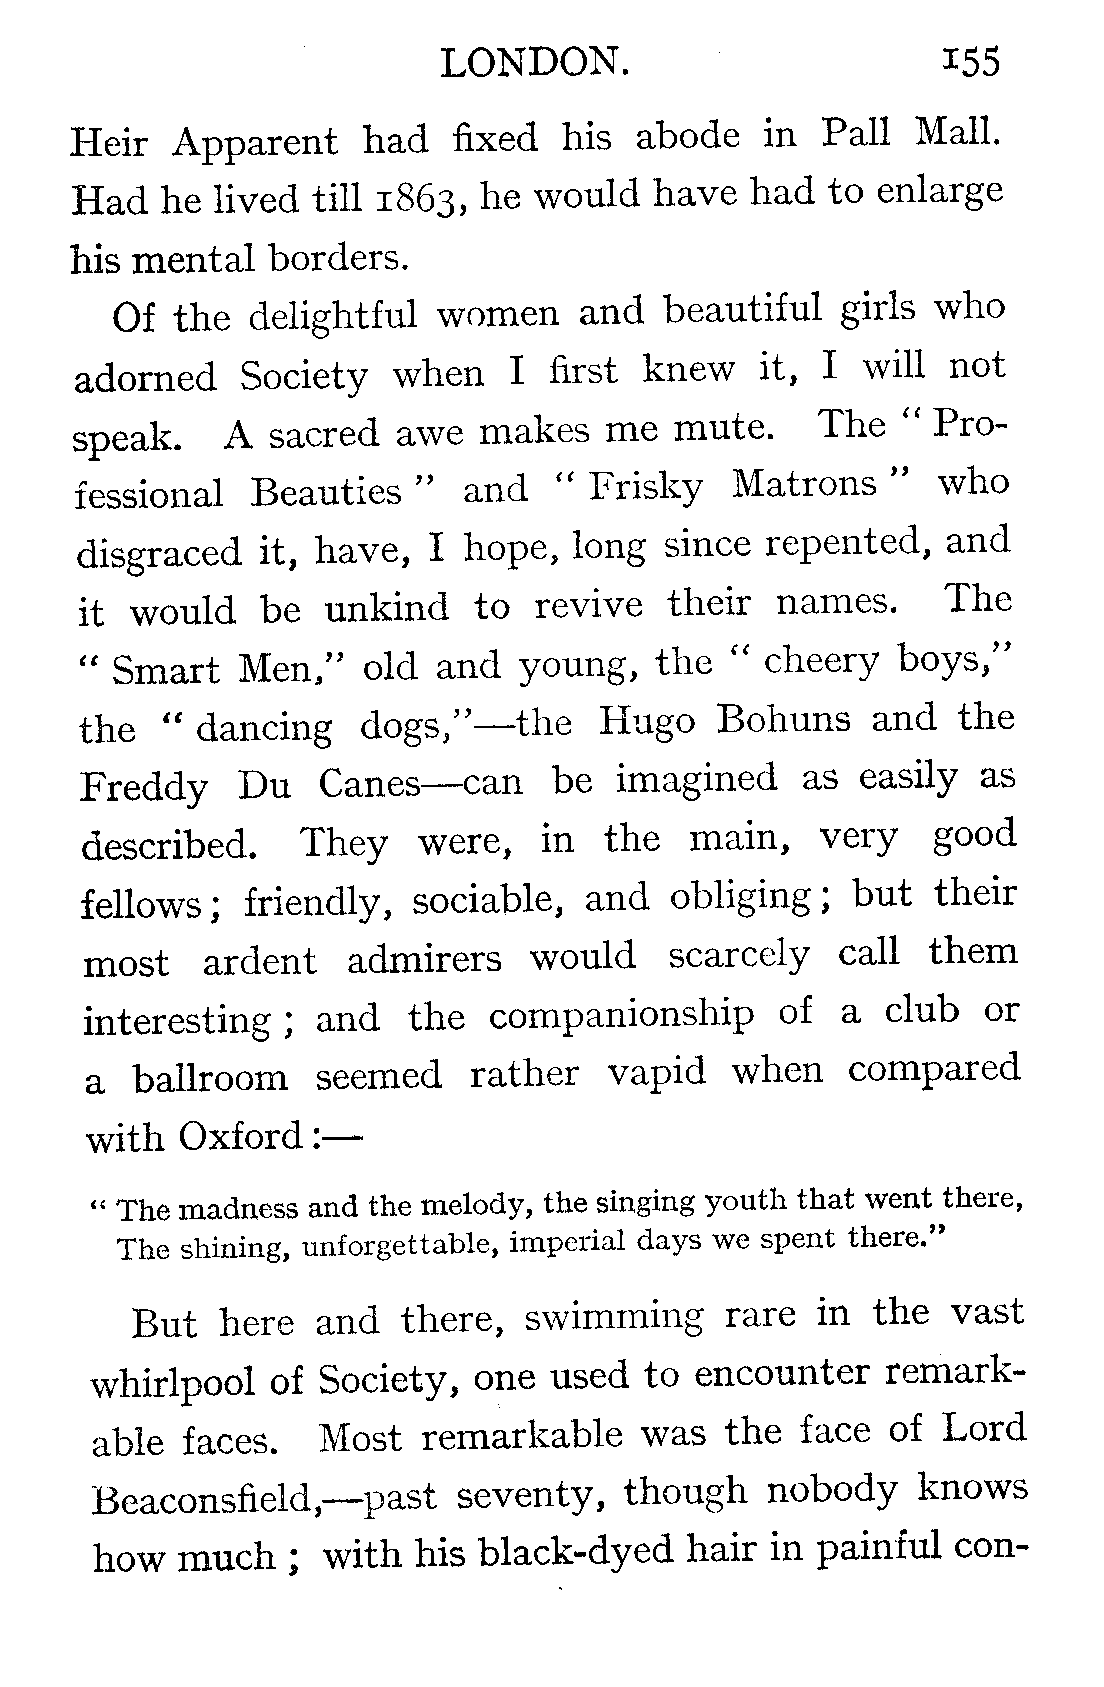 LONDON. 155
Heir Apparent had fixed his abode in Pall Mall.
Had he lived till 1863, he would have had to enlarge
his mental borders.
Of the delightful women and beautiful girls who
adorned Society when I first knew it, I will not
speak. A sacred awe makes me mute. The “ Pro-
fessional Beauties ” and “ Frisky Matrons ” who
disgraced it, have, I hope, long since repented, and
it would be unkind to revive their names. The
“ Smart Men,” old and young, the “ cheery boys,”
the “ dancing dogs,”—the Hugo Bohuns and the
Freddy Du Canes—can be imagined as easily as
described. They were, in the main, very good
fellows ; friendly, sociable, and obliging ; but their
most ardent admirers would scarcely call them
interesting ; and the companionship of a club or
a ballroom seemed rather vapid when compared
with Oxford :—
“ The madness and the melody, the singing youth that went there,
The shining, unforgettable, imperial days we spent there.”
But here and there, swimming rare in the vast
whirlpool of Society, one used to encounter remark-
able faces. Most remarkable was the face of Lord
Beaconsfield,—past seventy, though nobody knows
how much ; with his black-dyed hair in painful con-